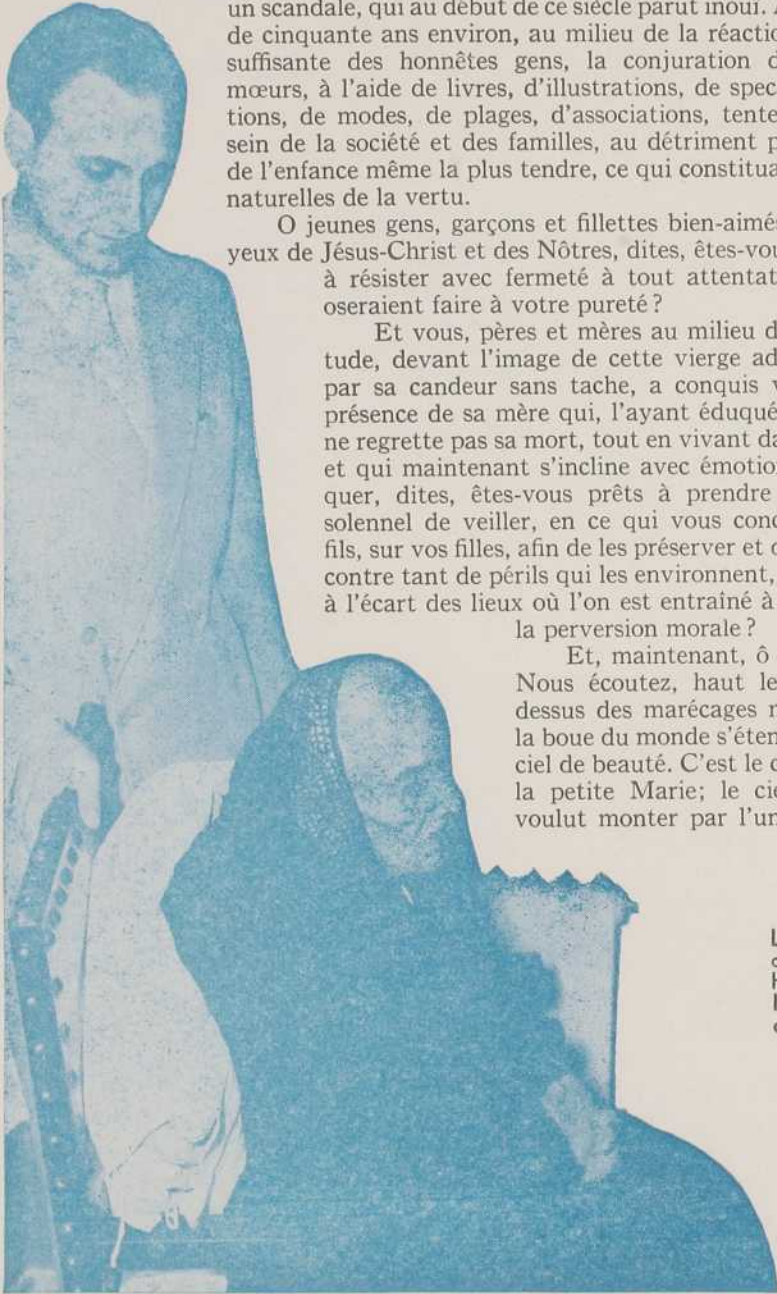 un scandale, qui au début de ce siècle parut inouï.
de cinquante ans environ, au milieu de la réaction
suffisante des honnêtes gens, la conjuration
mœurs, à l'aide de livres, d'illustrations, de spec
tions, de modes, de plages, d'associations, tente
sein de la société et des familles, au détriment
de l'enfance même la plus tendre, ce qui constitua
naturelles de la vertu.
O jeunes gens, garçons et fillettes bien-aimés
yeux de Jésus-Christ et des Nôtres, dites, êtes-vou
à résister avec fermeté à tout attentat
oseraient faire à votre pureté ?
Et vous, pères et mères au milieu d
tude, devant l'image de cette vierge ad
par sa candeur sans tache, a conquis
présence de sa mère qui, l'ayant éduqué
ne regrette pas sa mort, tout en vivant da
et qui maintenant s'incline avec émotion
quer, dites, êtes-vous prêts à prendre
solennel de veiller, en ce qui vous conc
fils, sur vos filles, afin de les préserver et
contre tant de périls qui les environnent,
à l'écart des lieux où l'on est entraîné à
la perversion morale ?
Et, maintenant, ô
Nous écoutez, haut le
dessus des marécages
la boue du monde s'éten
ciel de beauté. C'est le
la petite Marie; le cie
voulut monter par l'un